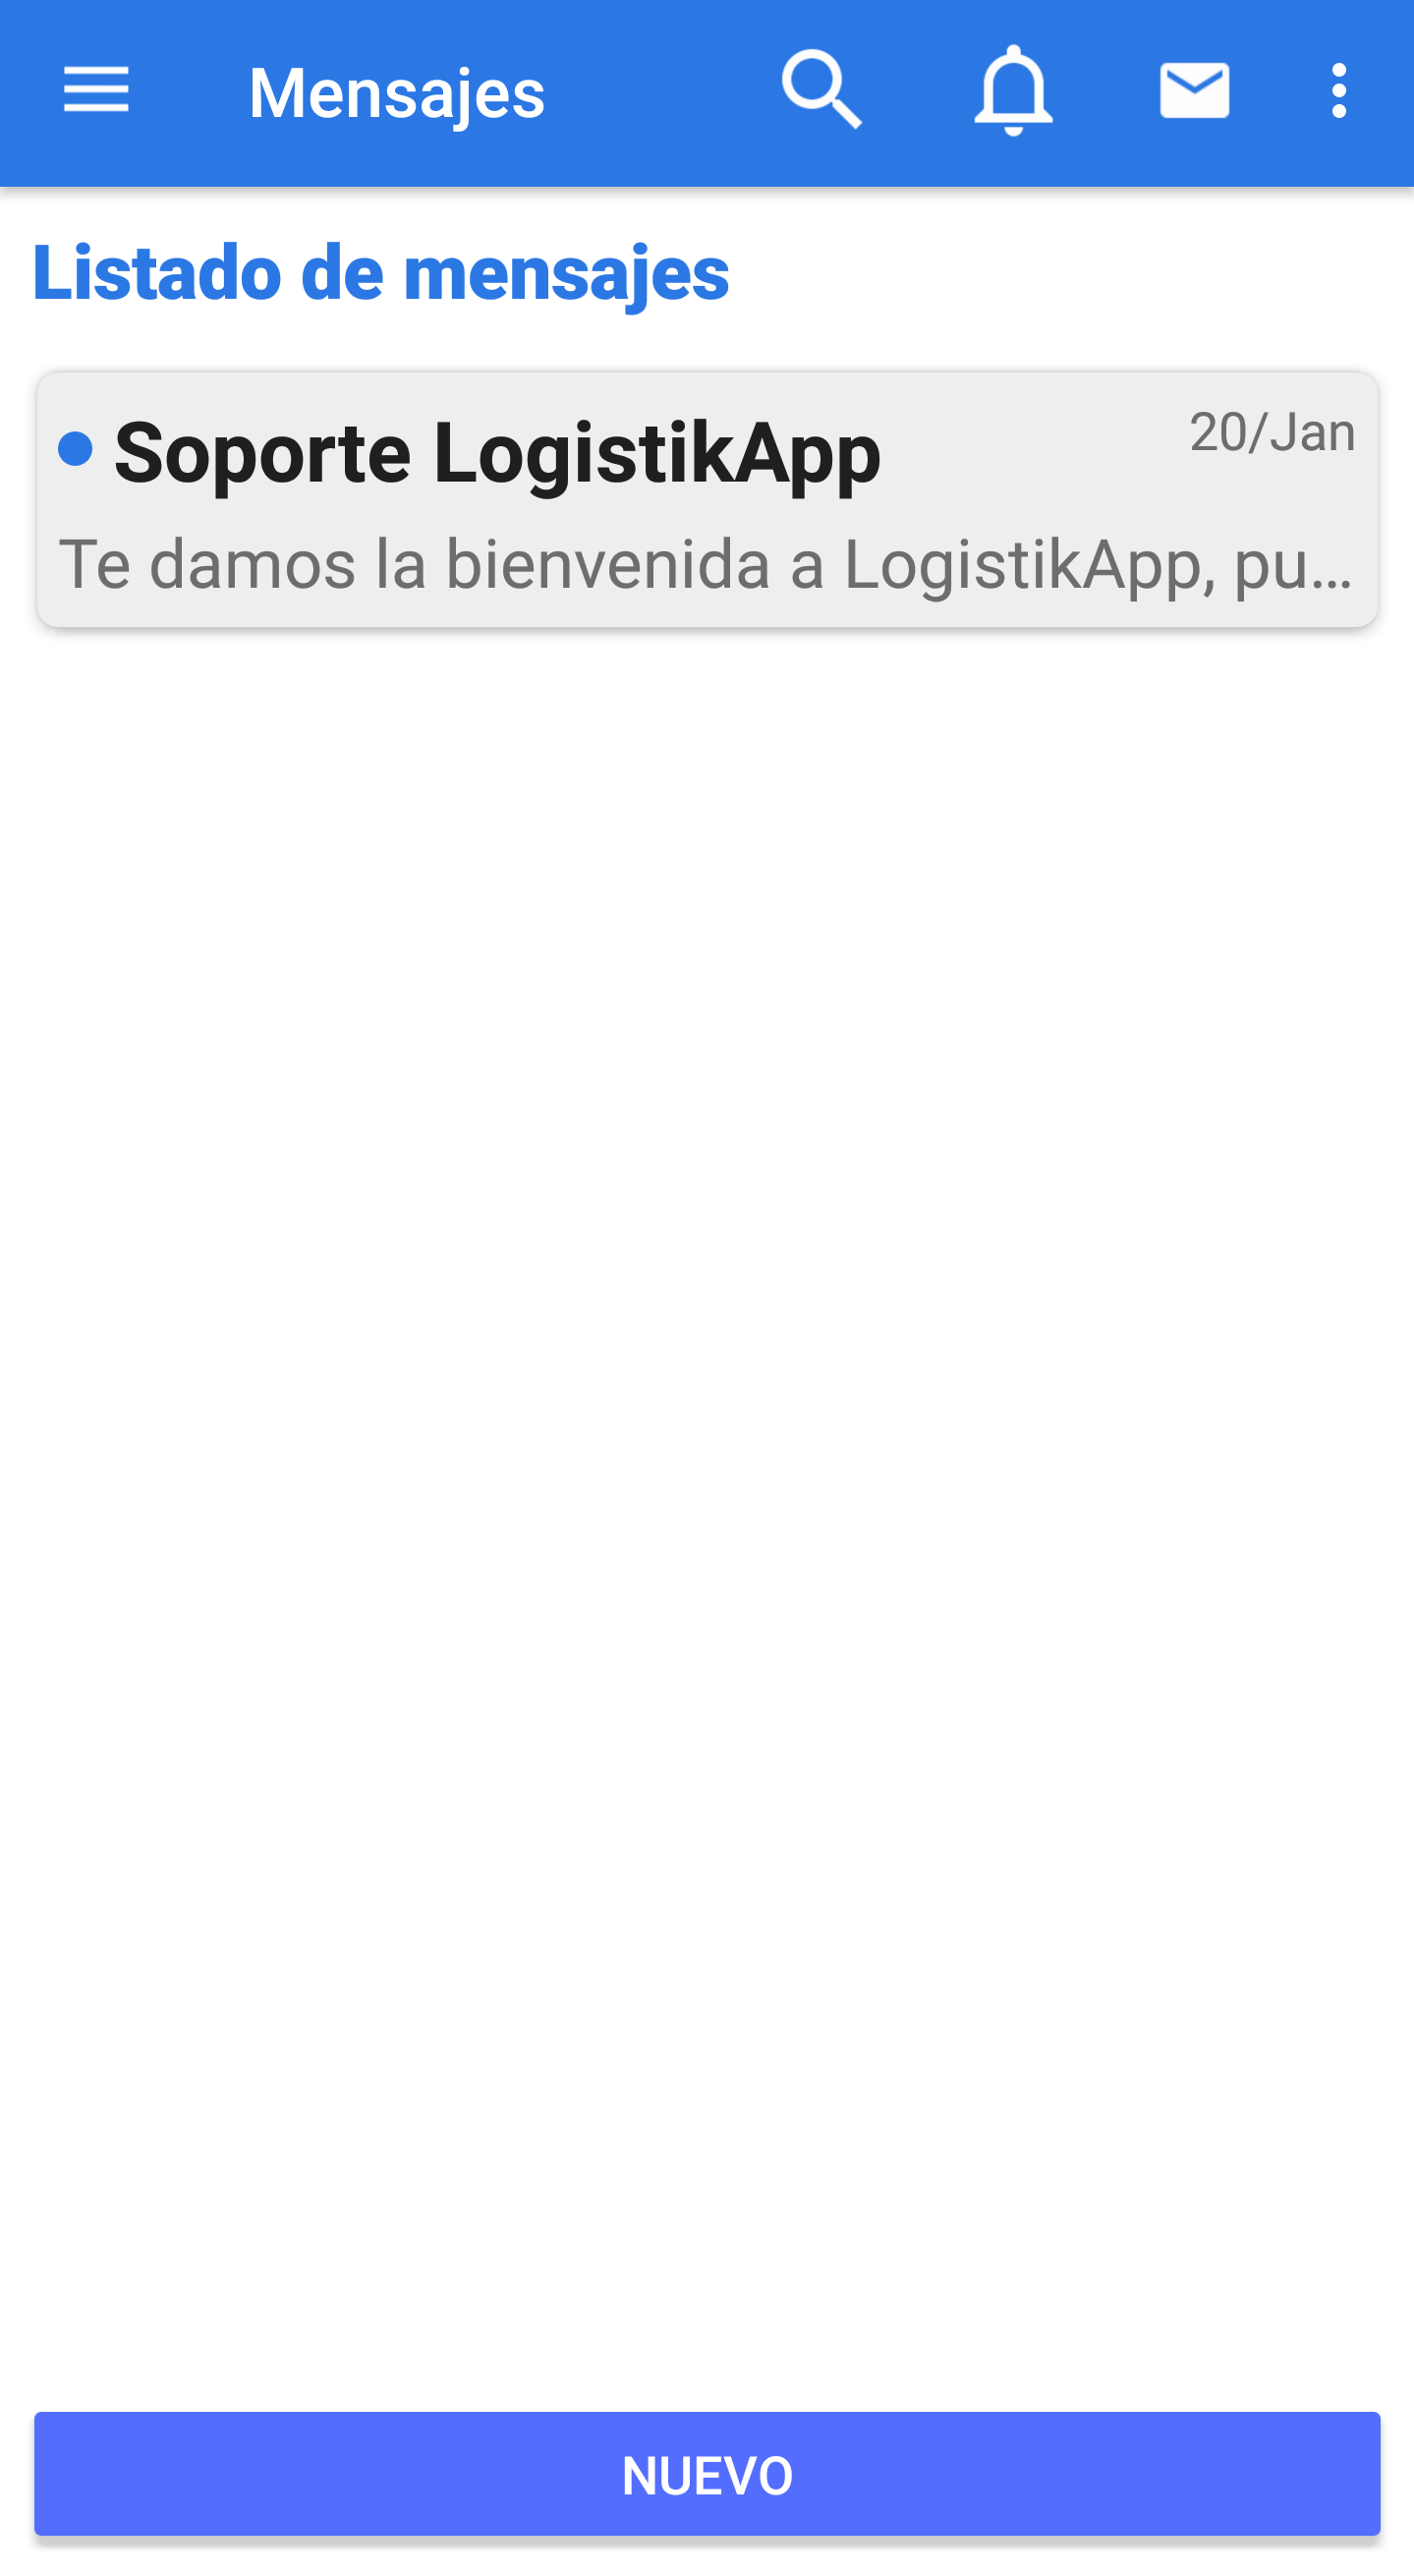 Mensajes
Listado de mensajes
Soporte LogistikApp
20/Jan
Te damos la bienvenida a LogistikApp, pu...
NUEVO